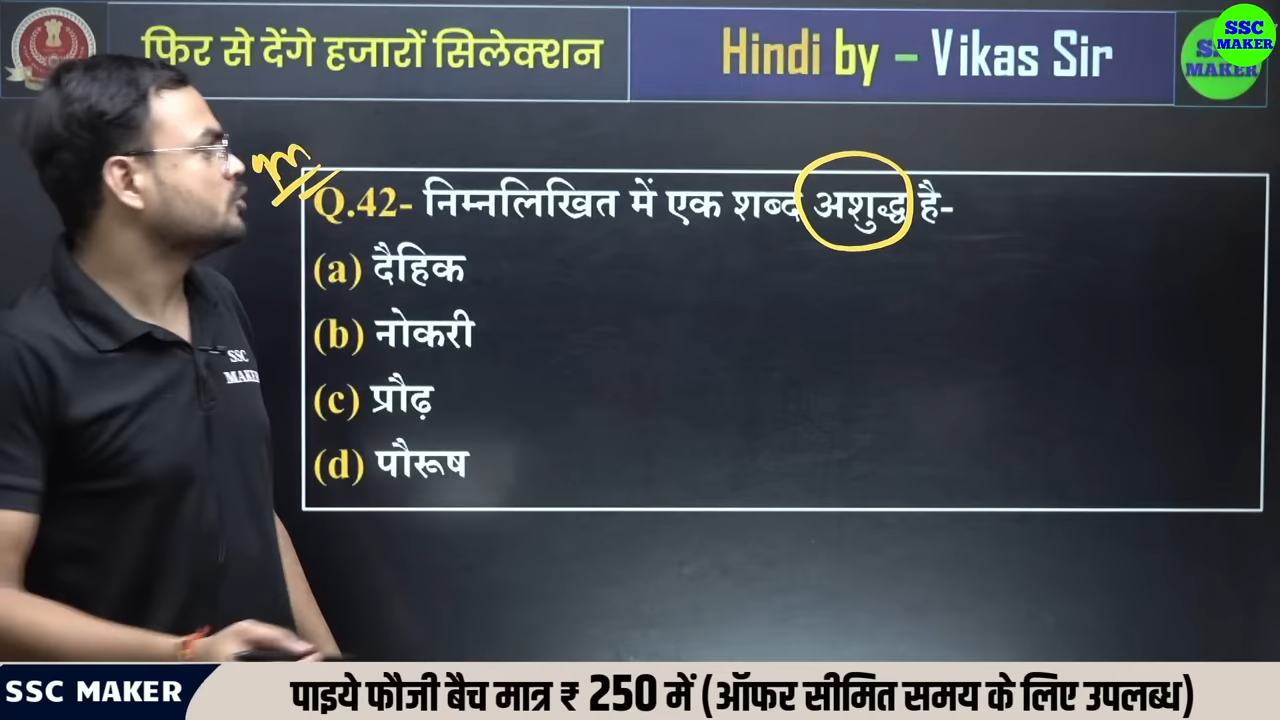 फिर से देंगे हजारों सिलेक्शन
Hindi by – Vikas Sir
SSC
MAKER
Q.42- निम्नलिखित में एक शब्द अशुद्ध है-
(a) दैहिक
(b) नोकरी
(c) प्रौढ़
(d) पौरूष
SSC
MAKER
SSC MAKER
पाइये फौजी बैच मात्र ₹ 250 में (ऑफर सीमित समय के लिए उपलब्ध)